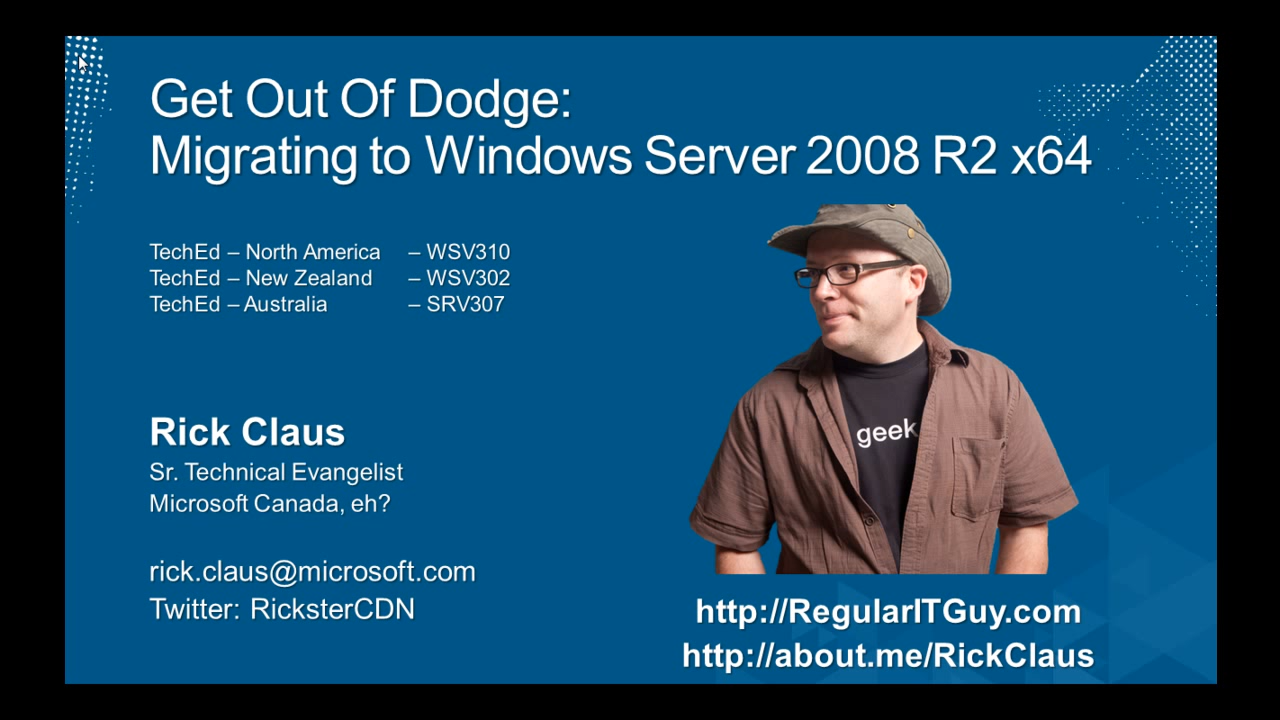 Get Out Of Dodge:
Migrating to Windows Server 2008 R2 x64
TechEd – North America – WSV310
TechEd – New Zealand – WSV302
TechEd – Australia – SRV307
geek
Rick Claus
Sr. Technical Evangelist
Microsoft Canada, eh?
rick.claus@microsoft.com
Twitter: RicksterCDN
http://RegularITGuy.com
http://about.me/RickClaus